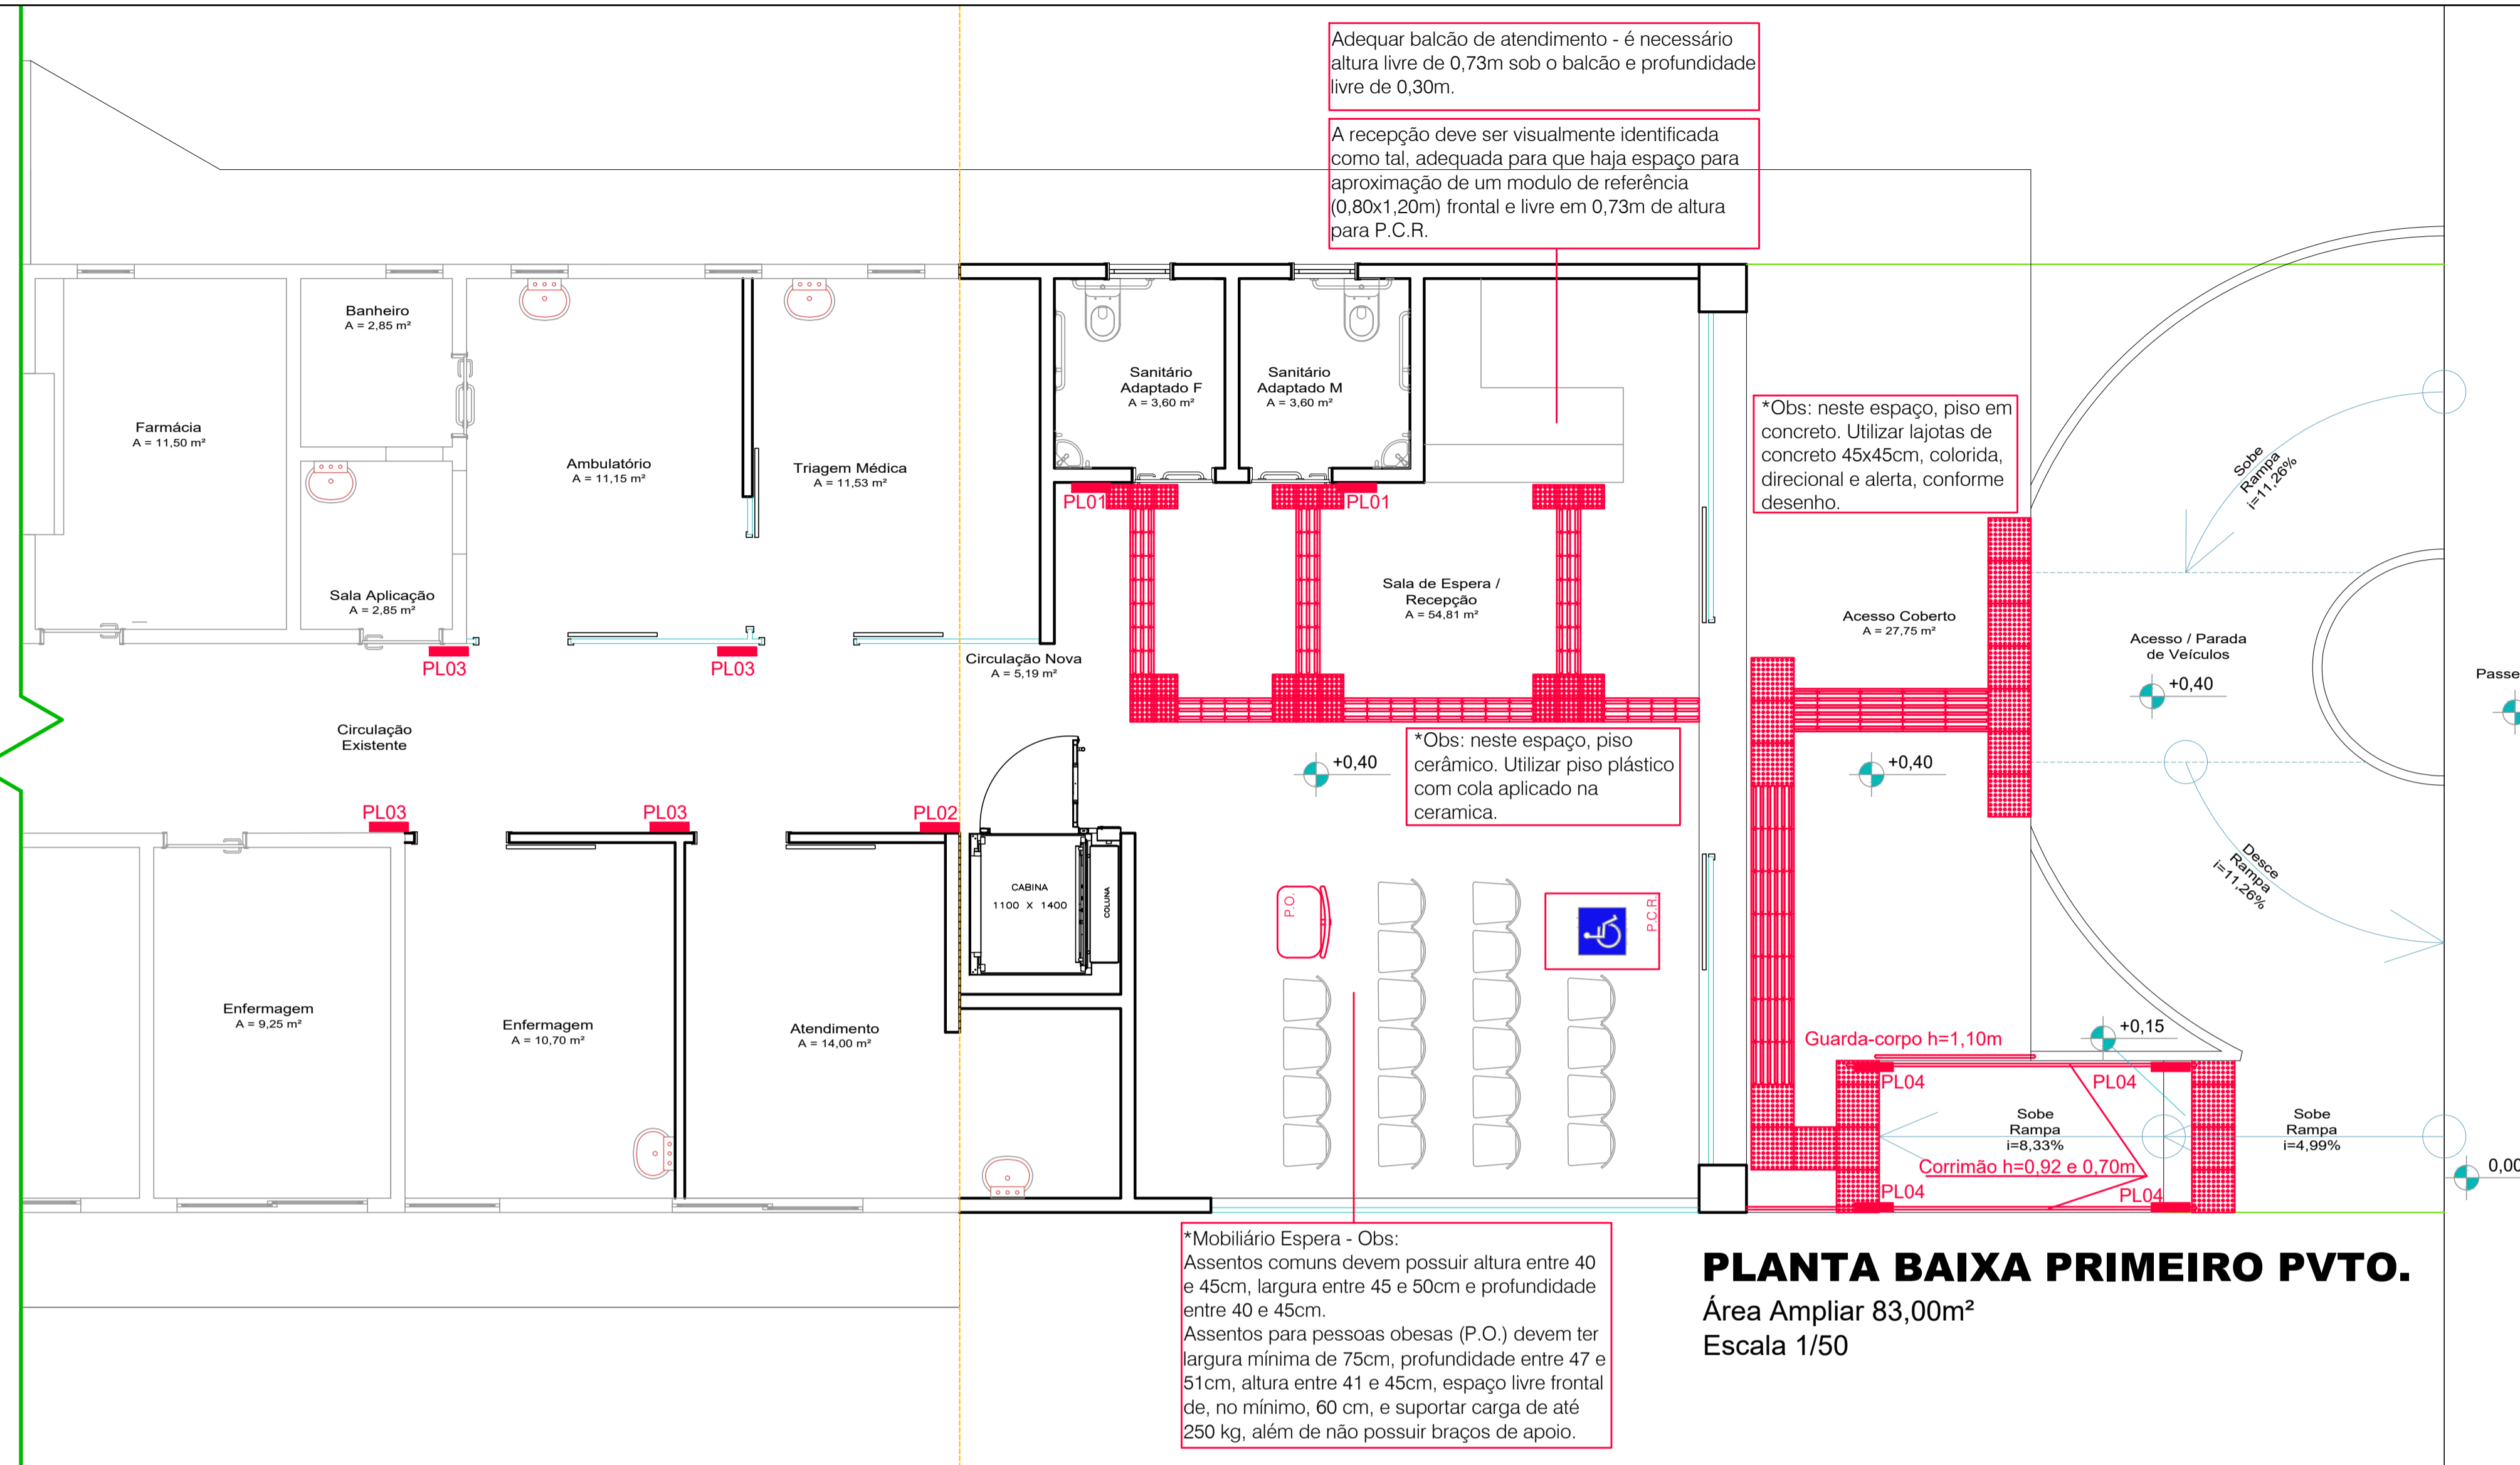 Adequar balcão de atendimento - é necessário
altura livre de 0,73m sob o balcão e profundidade
livre de 0,30m.
A recepção deve ser visualmente identificada
como tal, adequada para que haja espaço para
aproximação de um modulo de referência
(0,80x1,20m) frontal e livre em 0,73m de altura
para P.C.R.
Banheiro
A = 2,85 m²
Farmácia
A = 11,50 m²
Sala Aplicação
A = 2,85 m²
Ambulatório
A = 11,15 m²
Triagem Médica
A = 11,53 m²
Sanitário
Adaptado F
A = 3,60 m²
Sanitário
Adaptado M
A = 3,60 m²
*Obs: neste espaço, piso em
concreto. Utilizar lajotas de
concreto 45x45cm, colorida,
direcional e alerta, conforme
desenho.
Sobe
Rampa
i=11,26%
PL01
PL01
Sala de Espera /
Recepção
A = 54,81 m²
Acesso Coberto
A = 27,75 m²
Acesso / Parada
de Veículos
+0,40
Passe
PL03
PL03
Circulação Nova
A = 5,19 m²
Circulação
Existente
*Obs: neste espaço, piso
cerâmico. Utilizar piso plástico
com cola aplicado na
ceramica.
+0,40
+0,40
PL03
PL03
PL02
Desce
Rampa
i=11,26%
CABINA
1100 X 1400
COLUNA
P.O.
P.C.R.
Enfermagem
A = 9,25 m²
Enfermagem
A = 10,70 m²
Atendimento
A = 14,00 m²
+0,15
Guarda-corpo h=1,10m
PL04
PL04
Sobe
Rampa
i=8,33%
Sobe
Rampa
i=4,99%
Corrimão h=0,92 e 0,70m
PL04
PL04
0,00
*Mobiliário Espera - Obs:
Assentos comuns devem possuir altura entre 40
e 45cm, largura entre 45 e 50cm e profundidade
entre 40 e 45cm.
Assentos para pessoas obesas (P.O.) devem ter
largura mínima de 75cm, profundidade entre 47 e
51cm, altura entre 41 e 45cm, espaço livre frontal
de, no mínimo, 60 cm, e suportar carga de até
250 kg, além de não possuir braços de apoio.
PLANTA BAIXA PRIMEIRO PVTO.
Área Ampliar 83,00m²
Escala 1/50